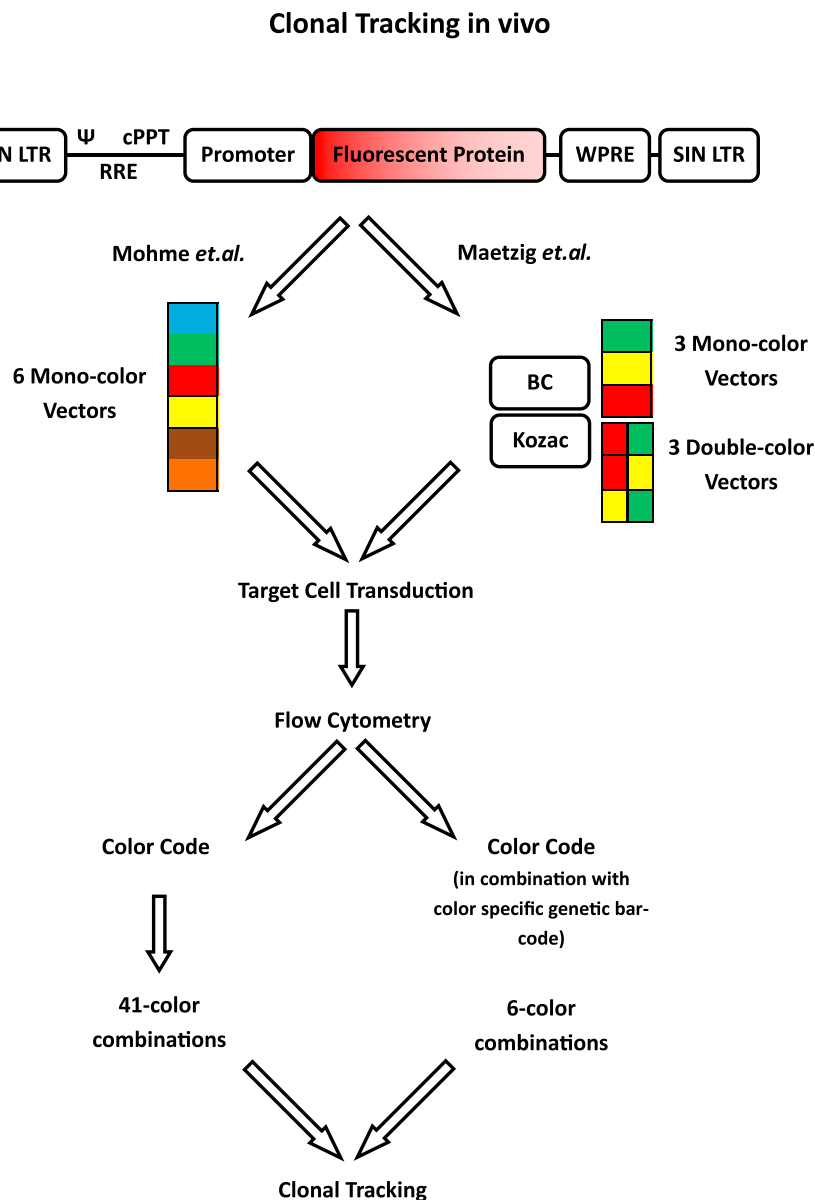 Clonal Tracking in vivo
Ψ cPPT
N LTR Promoter Fluorescent Protein WPRE SIN LTR
RRE
Mohme et.al.
Maetzig et.al.
6 Mono-color
Vectors
BC
Kozac
3 Mono-color
Vectors
3 Double-color
Vectors
Target Cell Transduction
Flow Cytometry
Color Code
Color Code
(in combination with
color specific genetic bar-
code)
41-color
combinations
6-color
combinations
Clonal Tracking